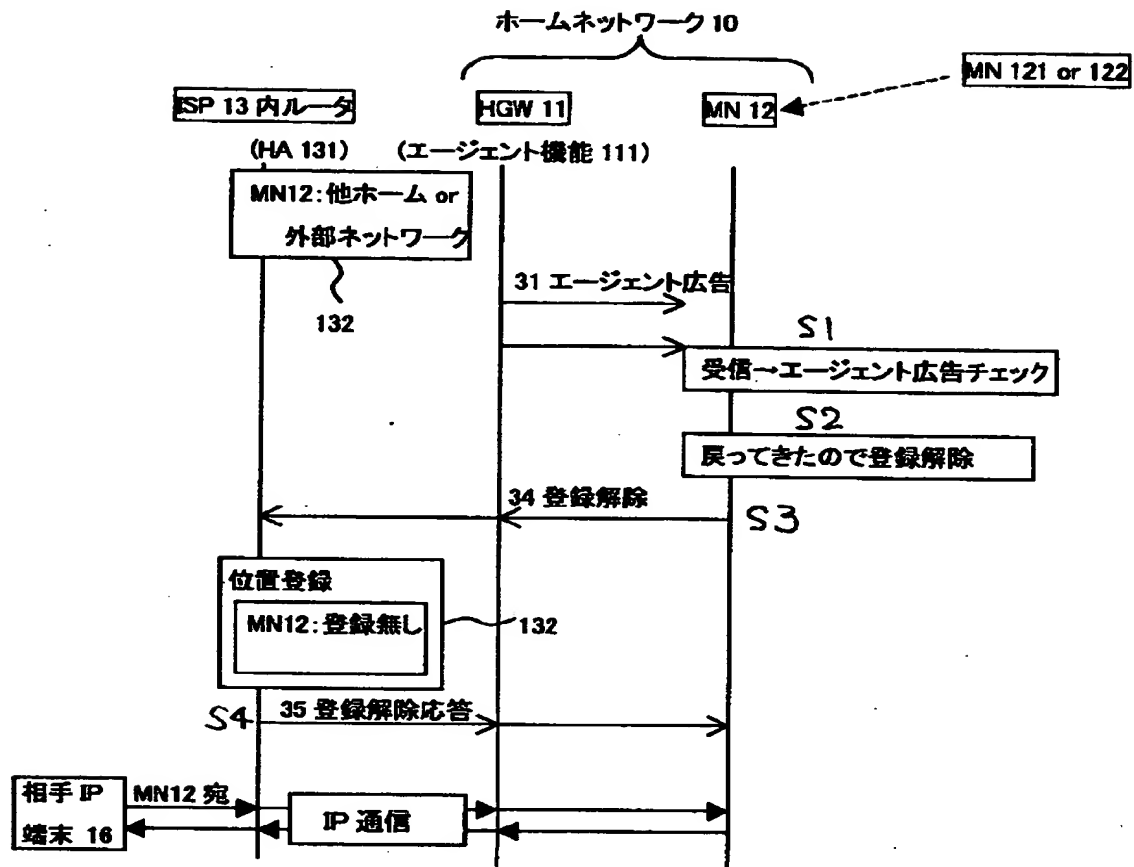 ホームネットワーク 10
MN 121 or 122
ISP 13 内ルータ
HGW 11
MN 12
(HA 131)
(エージェント機能 111)
MN12:他ホーム or
外部ネットワーク
132
31 エージェント広告
S1
受信→エージェント広告チェック
S2
戻ってきたので登録解除
34 登録解除
S3
位置登録
MN12:登録無し
132
S4
35 登録解除応答
相手 IP
端末 16
MN12 宛
IP 通信